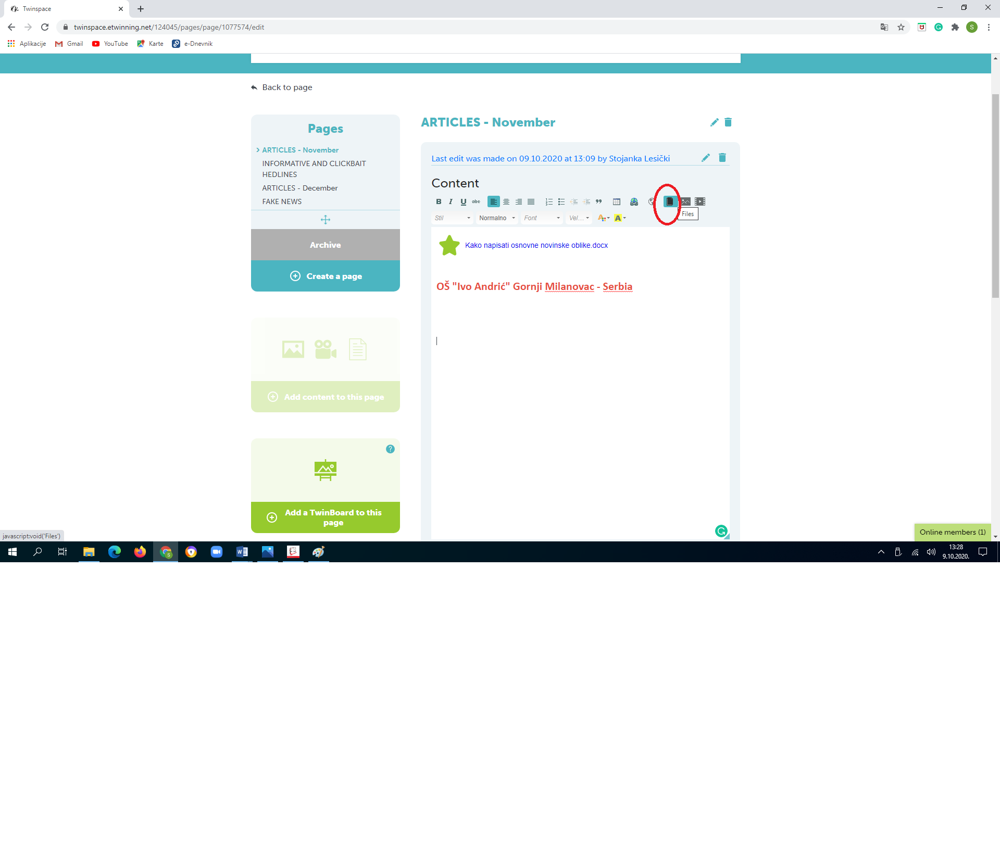 Twinspace
twinspace.etwinning.net/124045/pages/page/1077574/edit
S
Aplikacije
Gmail
YouTube
Karte
e-Dnevnik
Back to page
Pages
ARTICLES - November
INFORMATIVE AND CLICKBAIT
HEDLINES
ARTICLES - December
FAKE NEWS
Archive
Create a page
Add content to this page
?
Add a TwinBoard to this
page
ARTICLES - November
Last edit was made on 09.10.2020 at 13:09 by Stojanka Lesički
Content
B I U abc
Stil
Normalno
Font
Vel...
A
A
Files
Kako napisati osnovne novinske oblike.docx
OŠ "Ivo Andrić" Gornji Milanovac - Serbia
Online members (1)
javascript:void('Files')
13:28
9.10.2020.